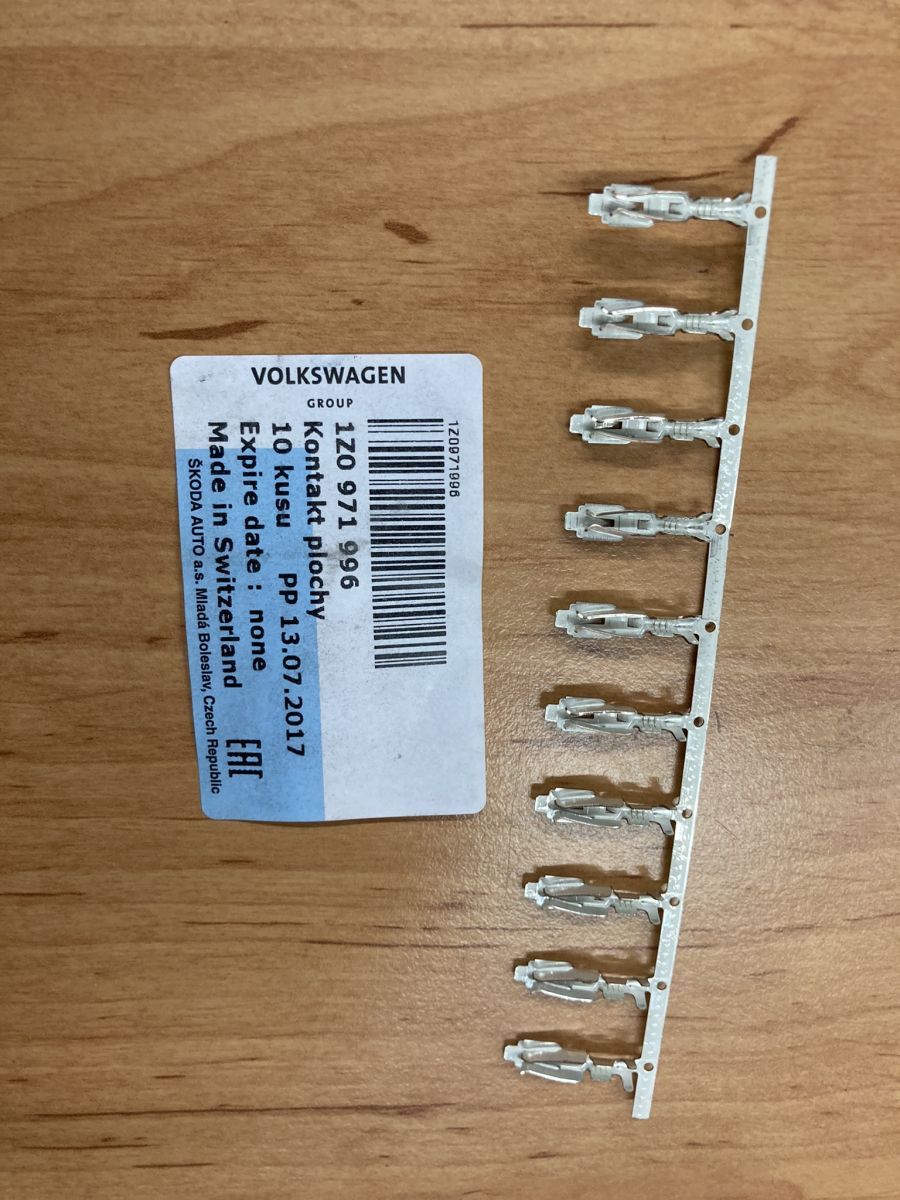 VOLKSWAGEN
GROUP
1Z0971996
1Z0 971 996
Kontakt plochy
10 kusu PP 13.07.2017
Expire date : none
Made in Switzerland EAC
ŠKODA AUTO a.s. Mladá Boleslav, Czech Republic